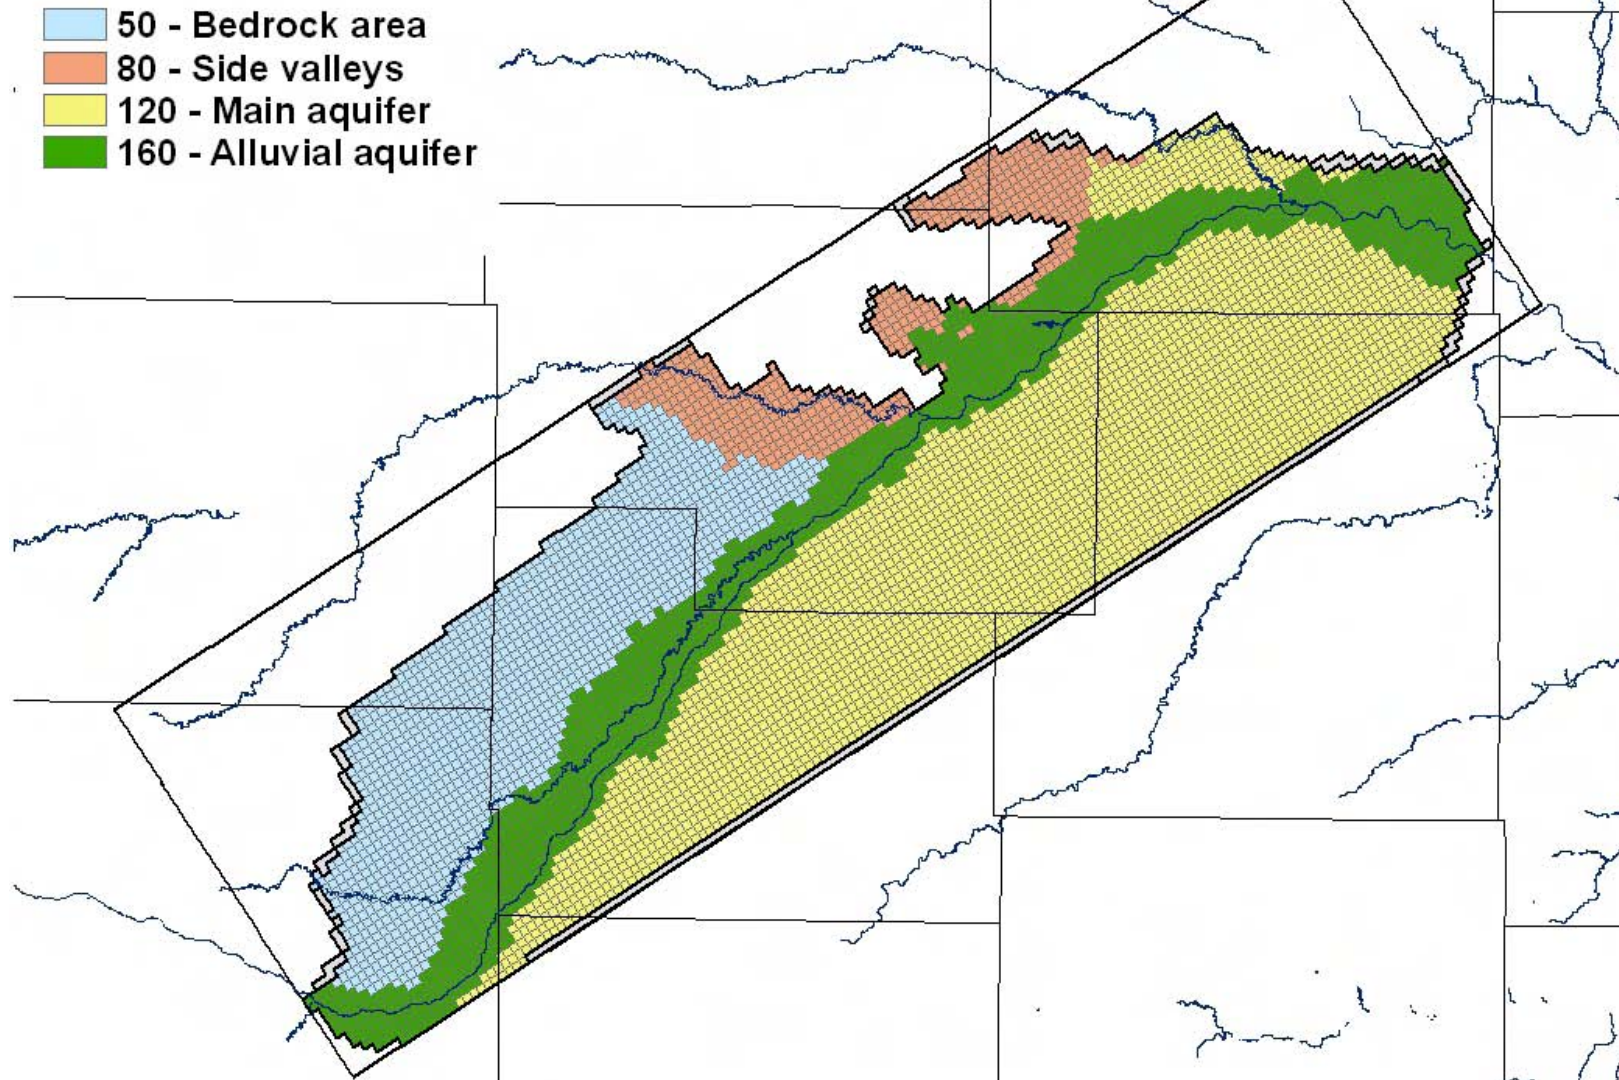 50 - Bedrock area
80 - Side valleys
120 - Main aquifer
160 - Alluvial aquifer